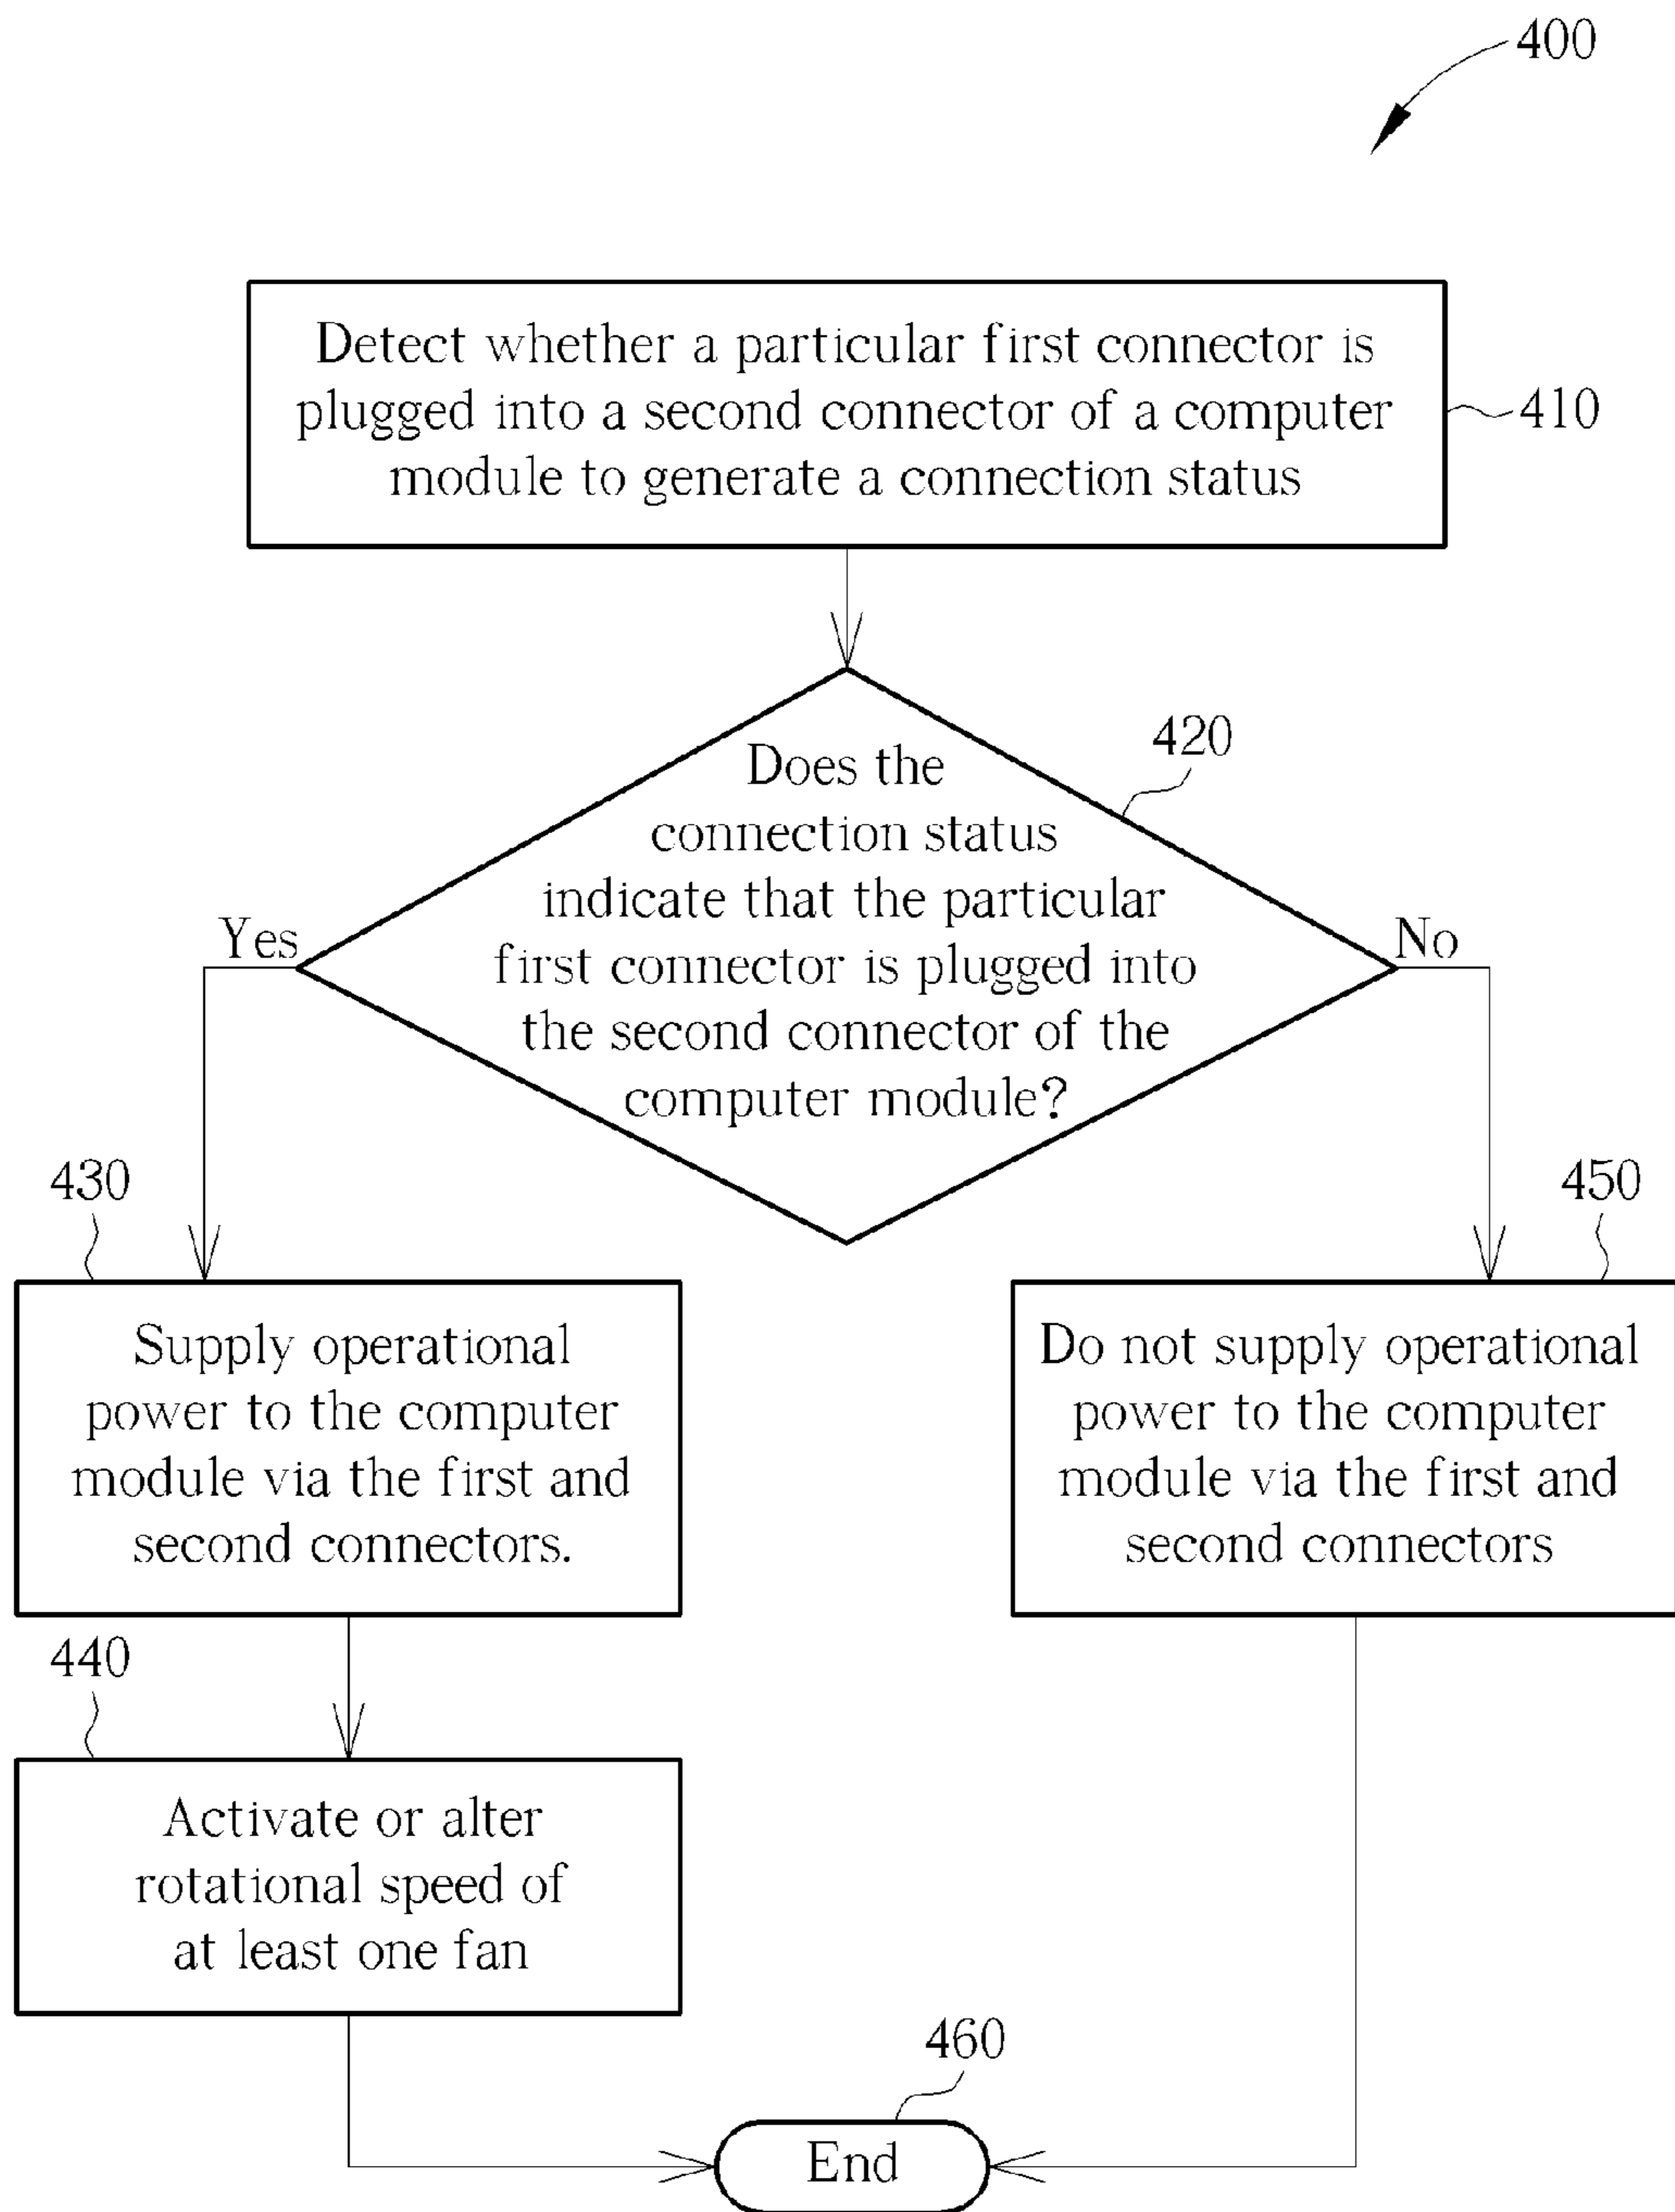 400
Detect whether a particular first connector is
plugged into a second connector of a computer
module to generate a connection status
410
420
Does the
connection status
indicate that the particular
first connector is plugged into
the second connector of the
computer module?
Yes
No
430
Supply operational
power to the computer
module via the first and
second connectors.
450
Do not supply operational
power to the computer
module via the first and
second connectors
440
Activate or alter
rotational speed of
at least one fan
460
End